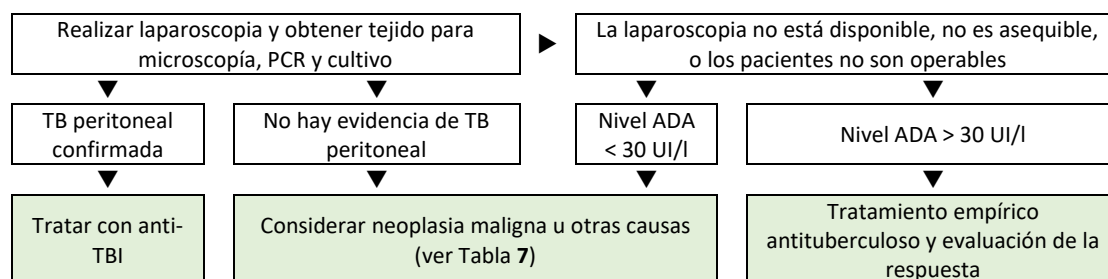 Realizar laparoscopia y obtener tejido para
microscopía, PCR y cultivo
La laparoscopia no está disponible, no es asequible,
o los pacientes no son operables
TB peritoneal
confirmada
No hay evidencia de TB
peritoneal
Nivel ADA
< 30 UI/l
Nivel ADA > 30 UI/l
Tratar con anti-
TBI
Considerar neoplasia maligna u otras causas
(ver Tabla 7)
Tratamiento empírico
antituberculoso y evaluación de la
respuesta